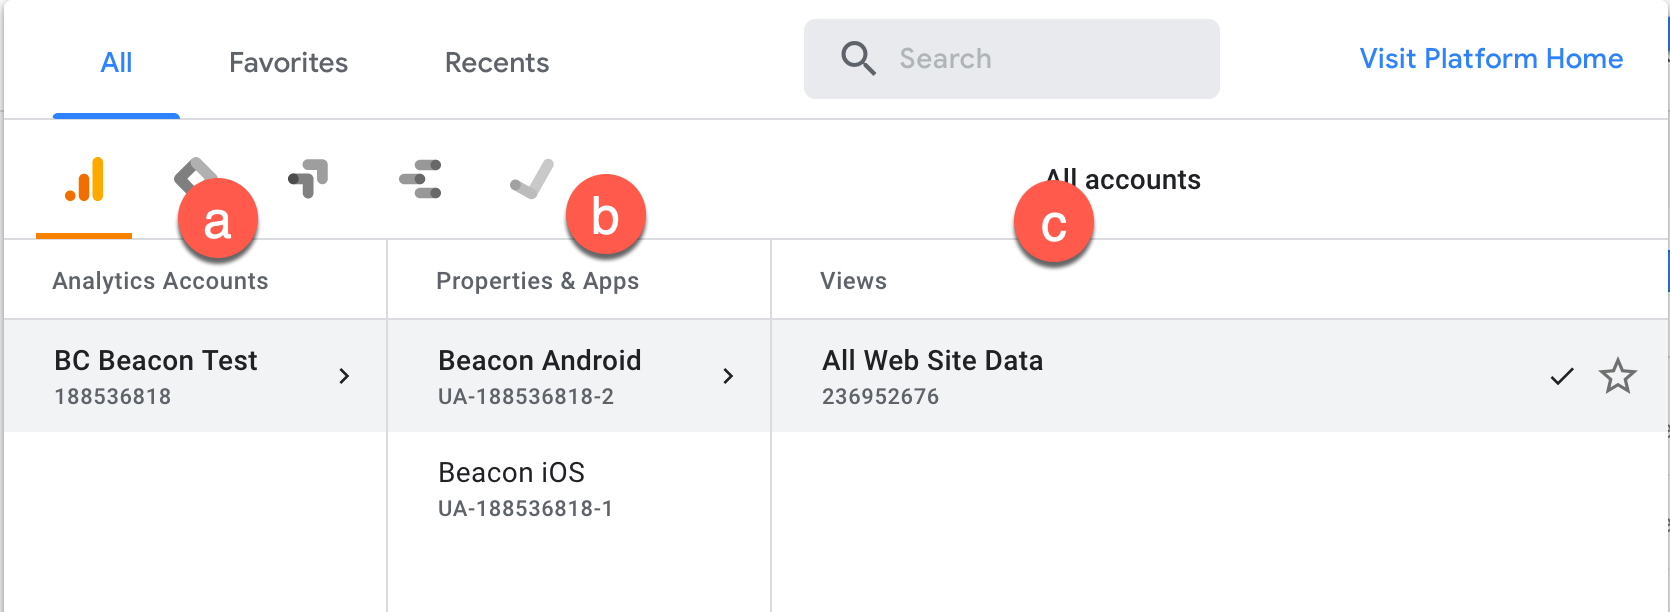 All Favorites Recents Search Visit Platform Home
All accounts
a b c
Analytics Accounts Properties & Apps Views
BC Beacon Test Beacon Android All Web Site Data
188536818 UA-188536818-2 236952676
Beacon iOS
UA-188536818-1